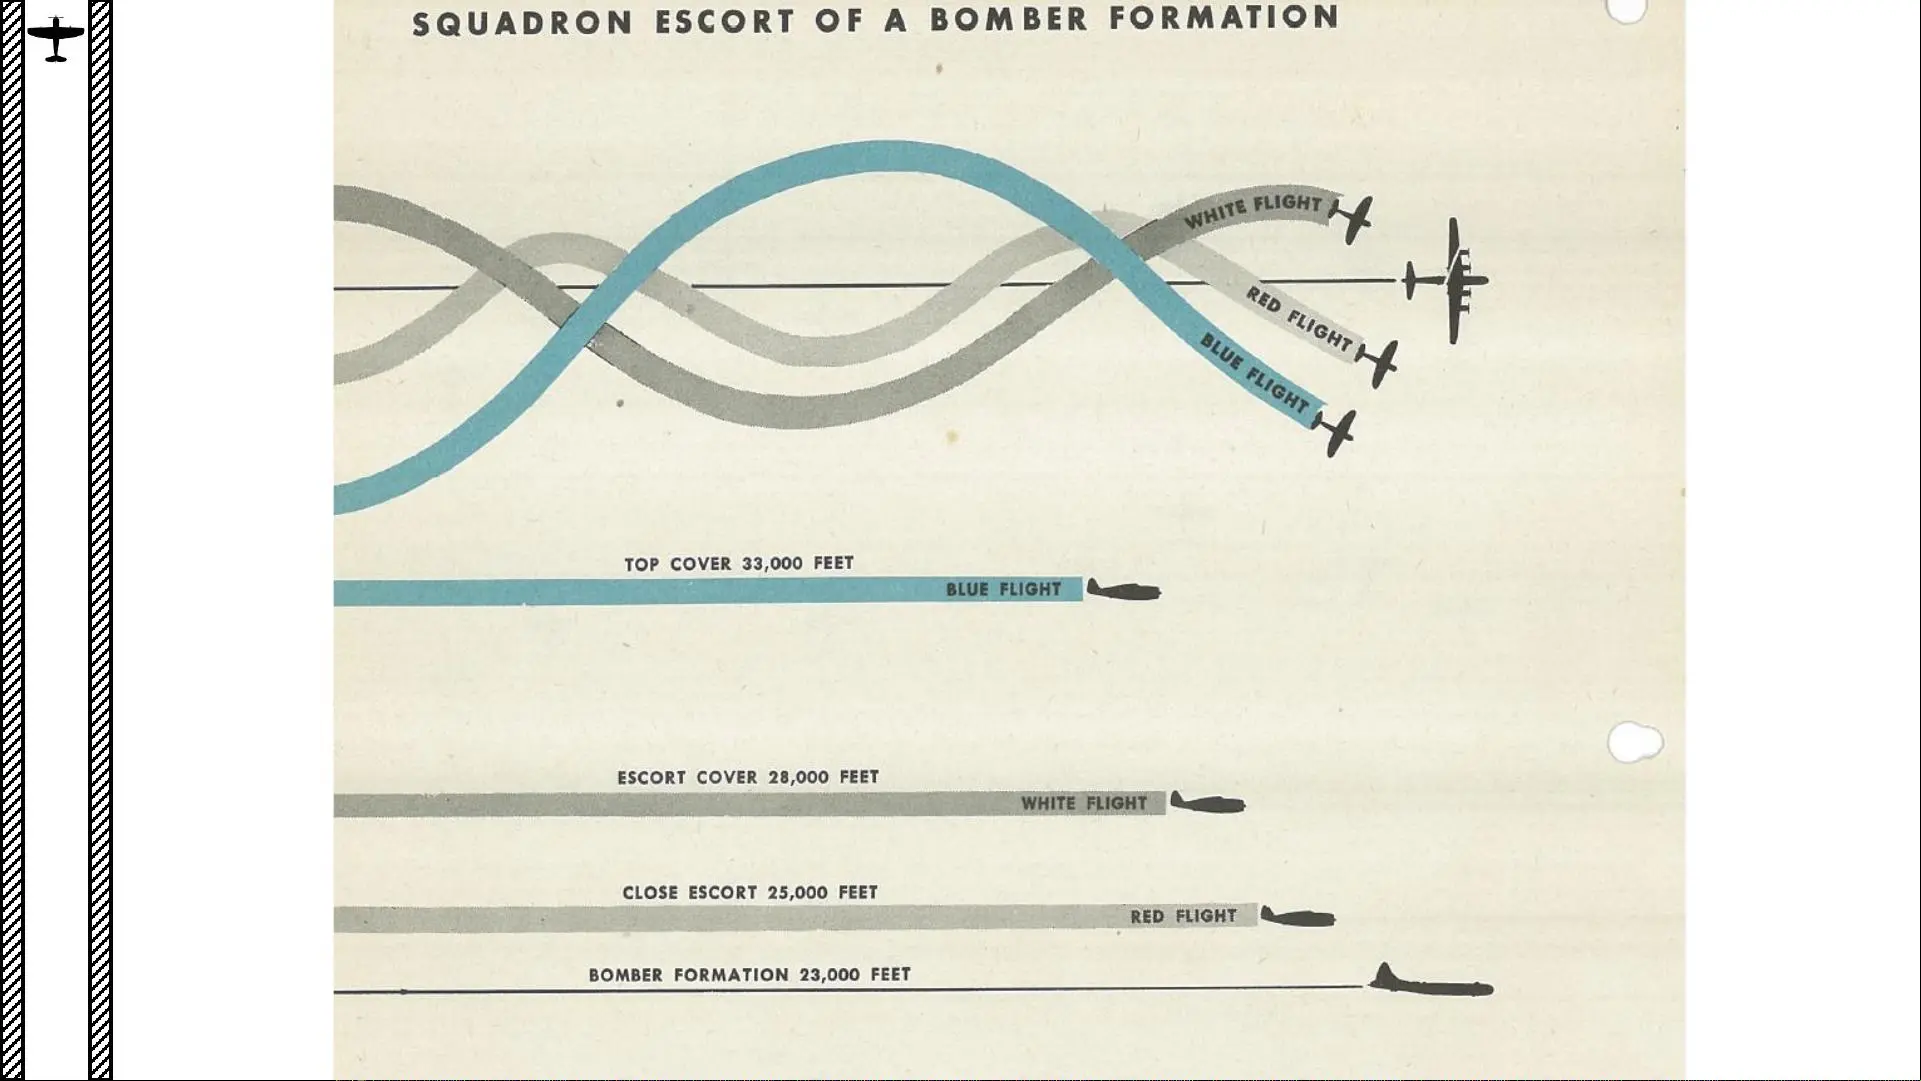 SQUADRON ESCORT OF A BOMBER FORMATION
WHITE FLIGHT
RED FLIGHT
BLUE FLIGHT
TOP COVER 33,000 FEET
BLUE FLIGHT
ESCORT COVER 28,000 FEET
WHITE FLIGHT
CLOSE ESCORT 25,000 FEET
RED FLIGHT
BOMBER FORMATION 23,000 FEET